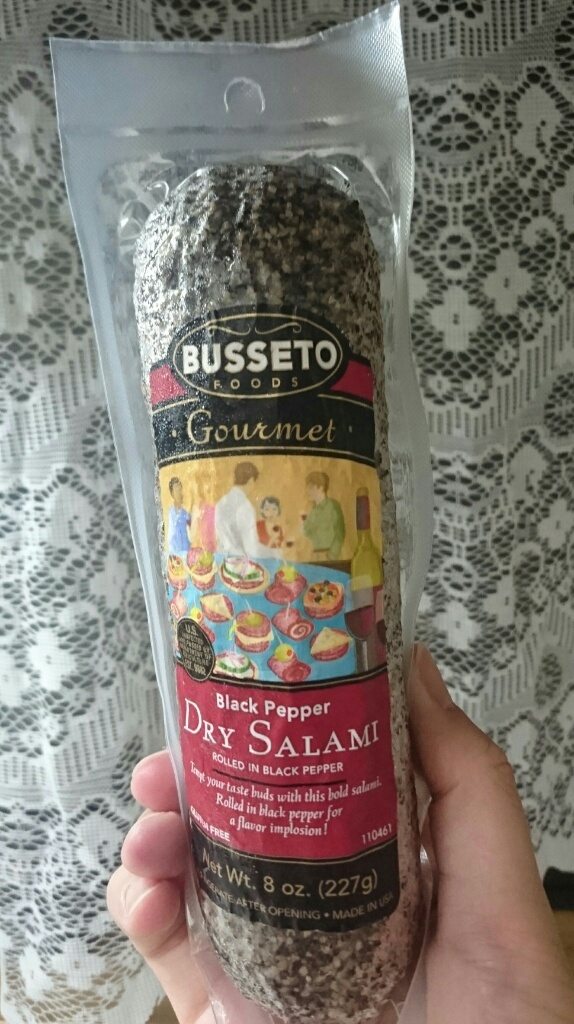 BUSSETO
FOODS
Gourmet
U.S.
Black Pepper
DRY SALAMI
ROLLED IN BLACK PEPPER
Tempt your taste buds with this bold salami.
Rolled in black pepper for
a flavor implosion!
GLUTEN FREE
110461
Net Wt. 8 oz. (227g)
AFTER OPENING • MADE IN USA